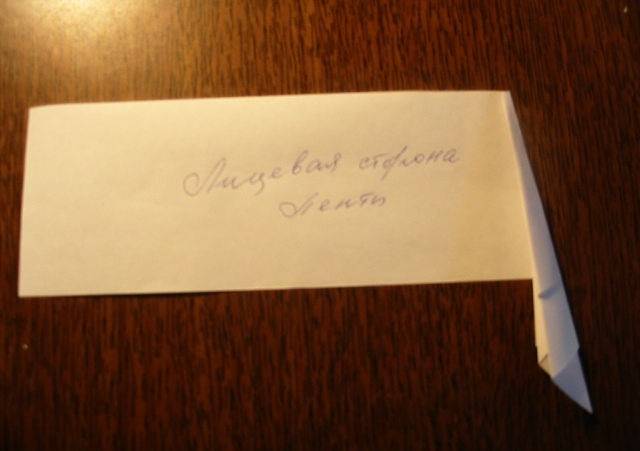 Лицевая сторона
Ленты